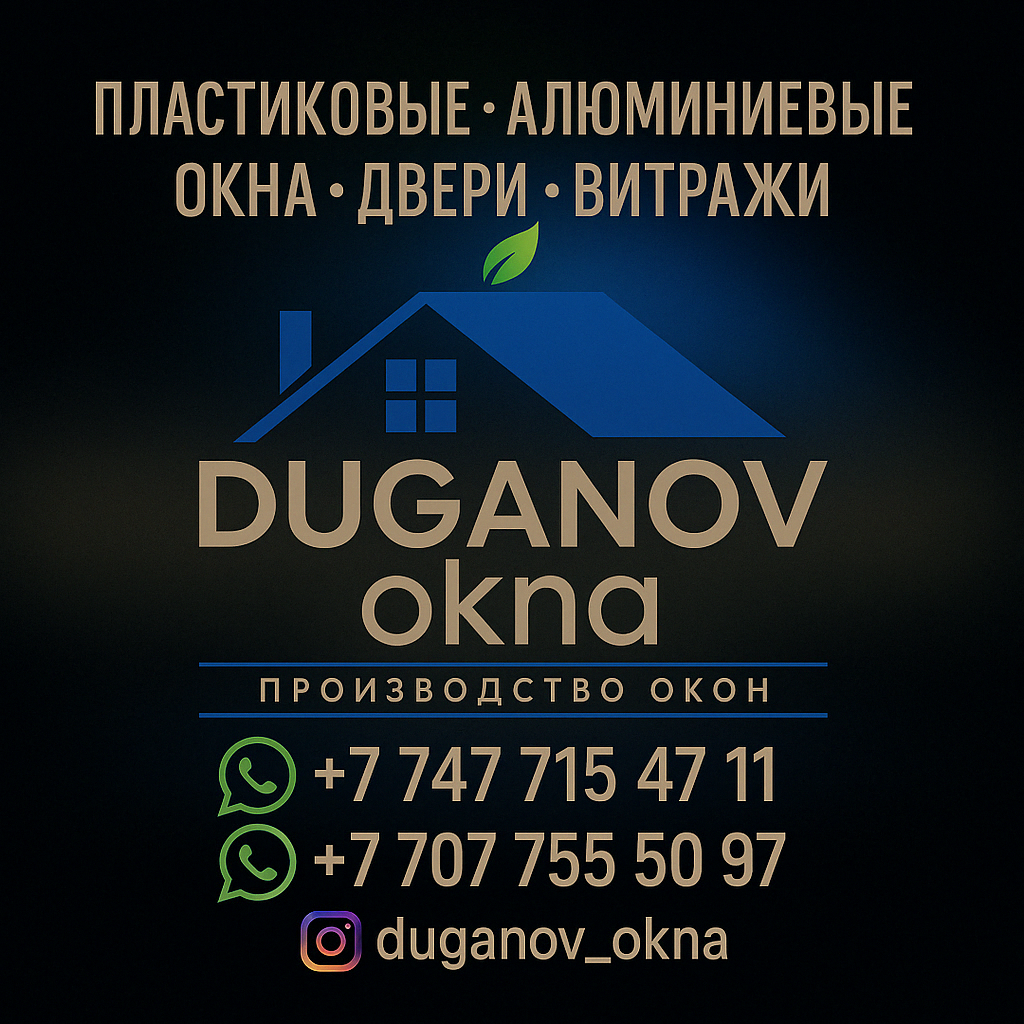 ПЛАСТИКОВЫЕ · АЛЮМИНИЕВЫЕ
ОКНА · ДВЕРИ · ВИТРАЖИ
DUGANOV
okna
ПРОИЗВОДСТВО ОКОН
+7 747 715 47 11
+7 707 755 50 97
duganov_okna